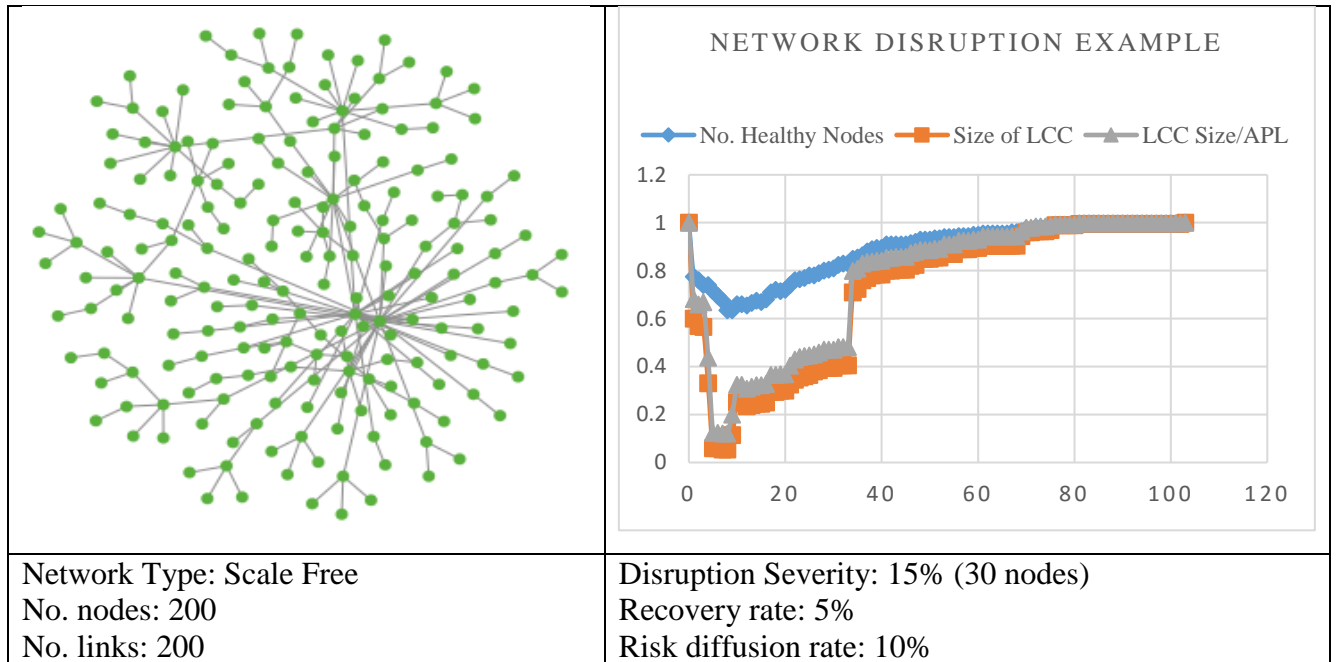 NETWORK DISRUPTION EXAMPLE
No. Healthy Nodes Size of LCC LCC Size/APL
1.2
1
0.8
0.6
0.4
0.2
0
0 20 40 60 80 100 120
Network Type: Scale Free
No. nodes: 200
No. links: 200
Disruption Severity: 15% (30 nodes)
Recovery rate: 5%
Risk diffusion rate: 10%